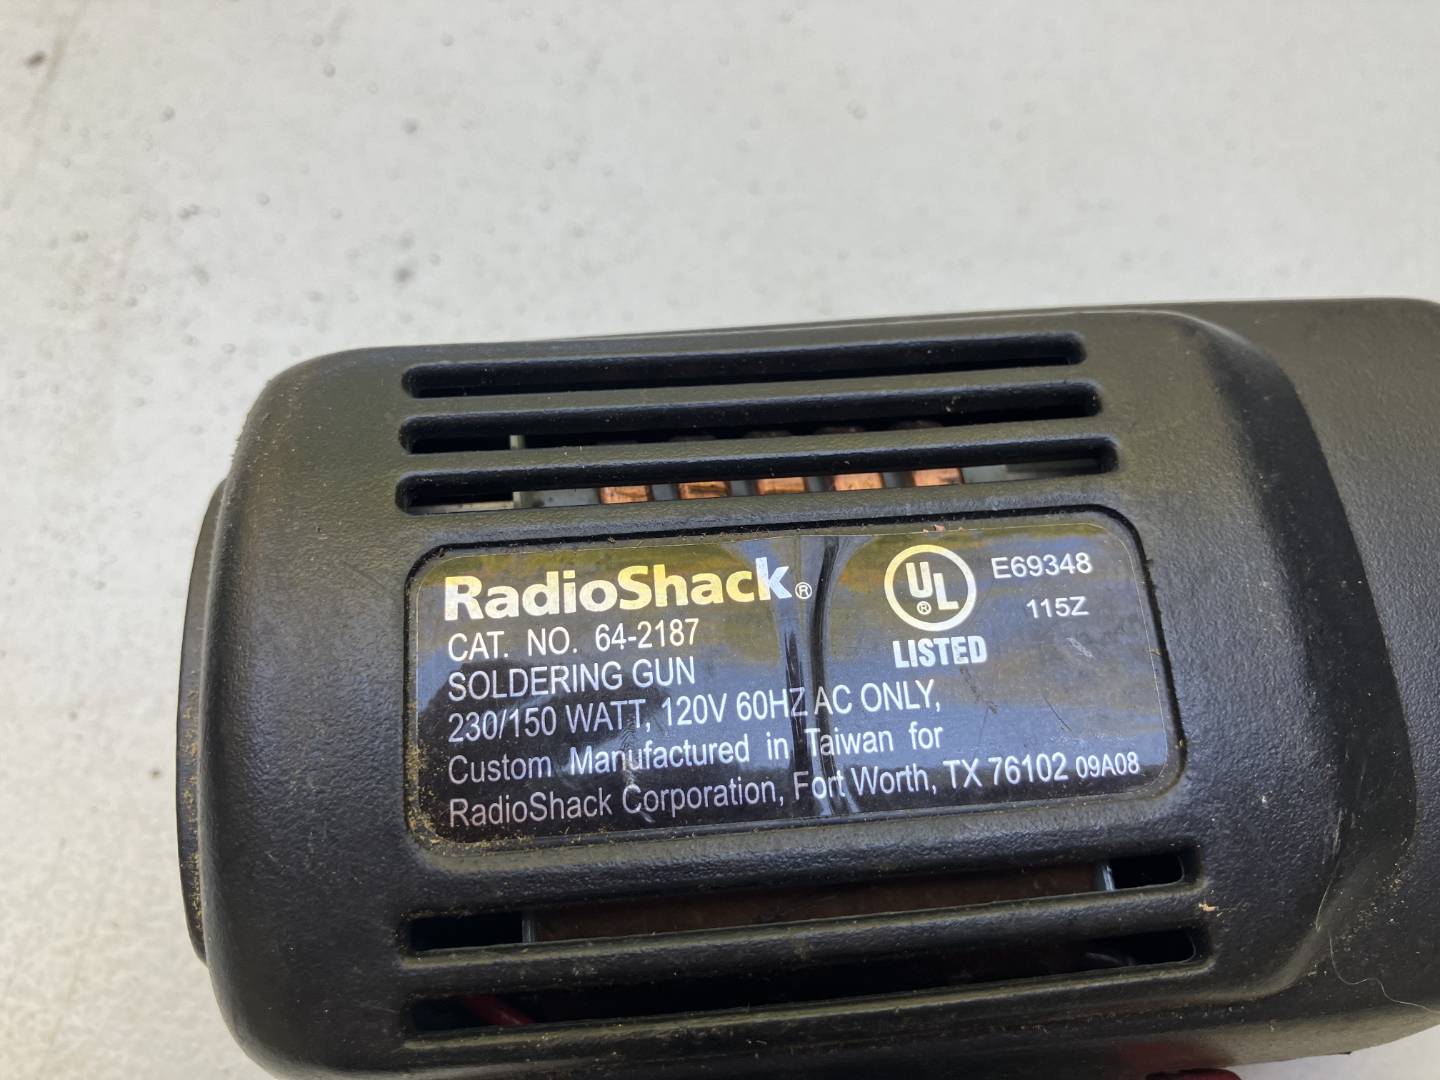 RadioShack®
CAT. NO. 64-2187
SOLDERING GUN
230/150 WATT, 120V 60HZ AC ONLY,
Custom Manufactured in Taiwan for
RadioShack Corporation, Fort Worth, TX 76102 09A08
UL®
LISTED
E69348
115Z